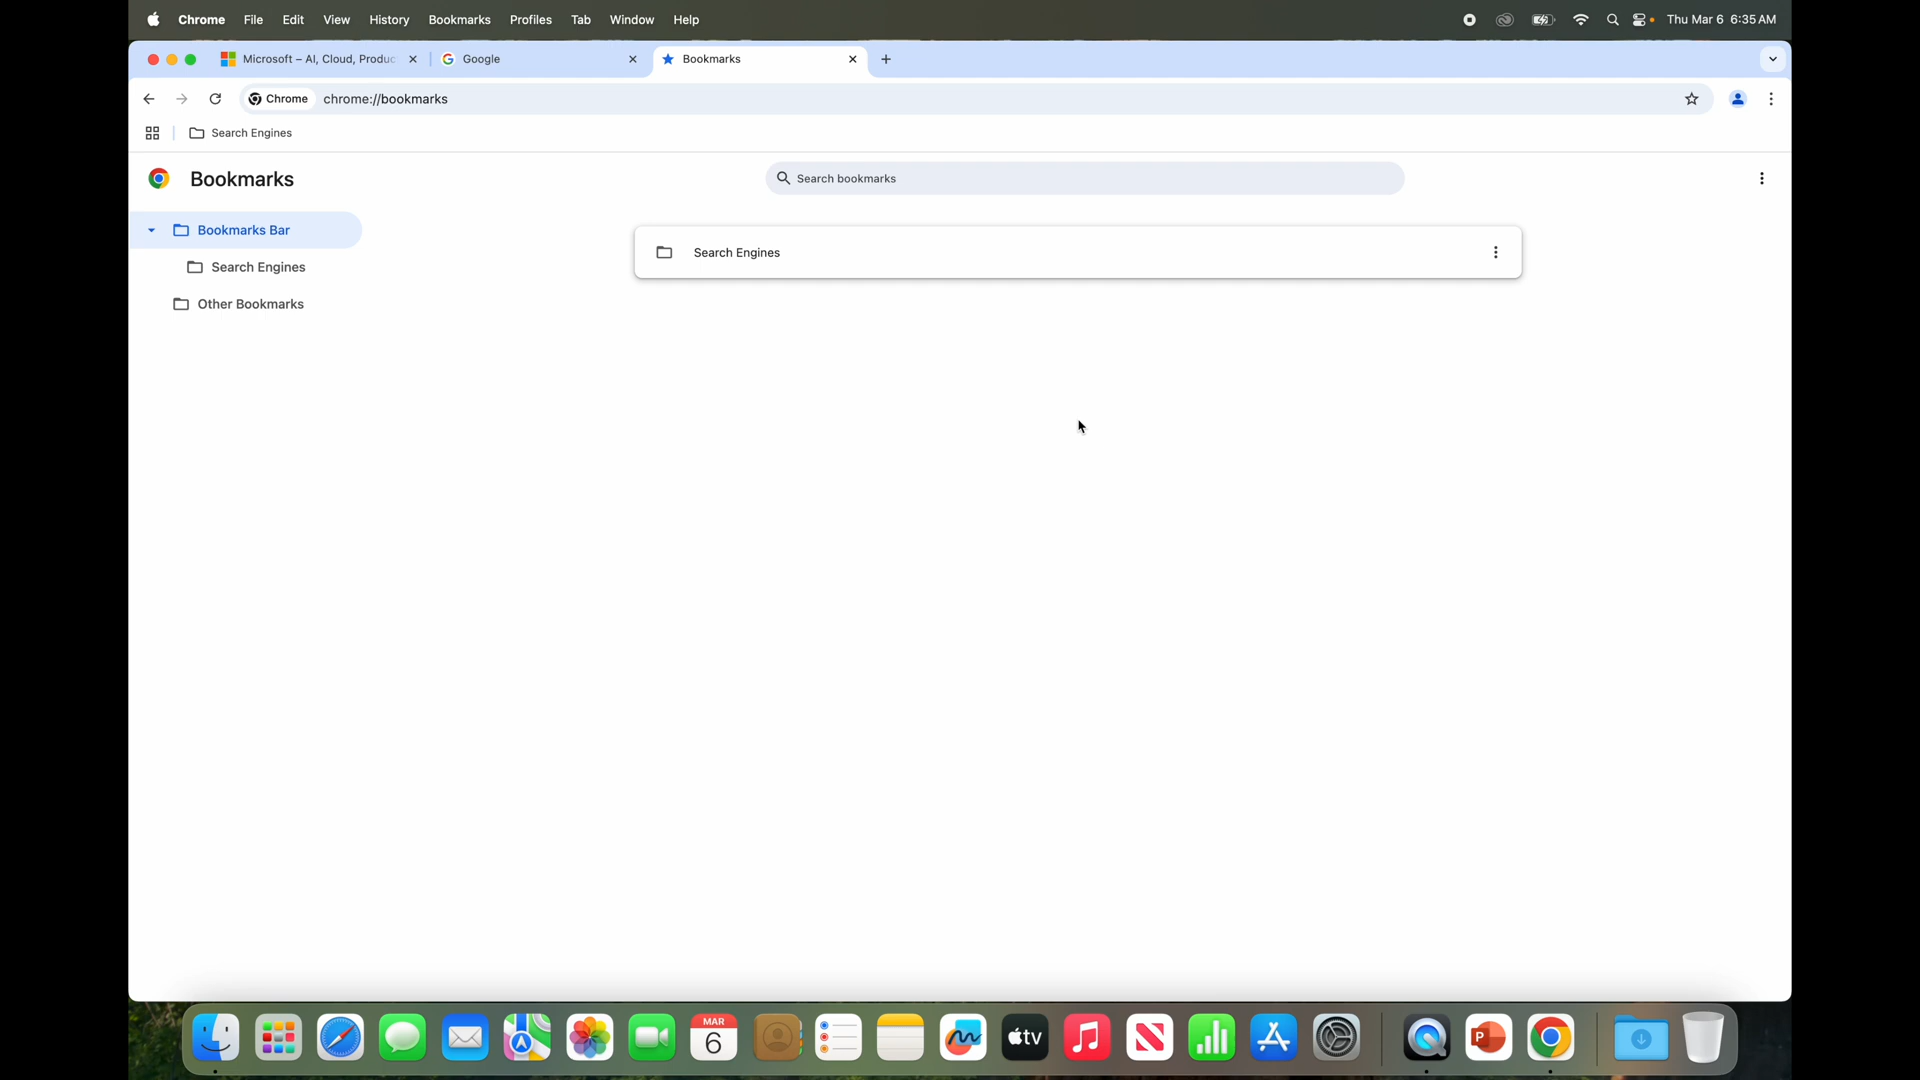 Chrome File Edit View History Bookmarks Profiles Tab Window Help Thu Mar 6 6:35 AM
Microsoft – AI, Cloud, Produc Google Bookmarks
Chrome chrome://bookmarks
Search Engines
Bookmarks
Search bookmarks
Bookmarks Bar
Search Engines
Search Engines
Other Bookmarks
MAR
6
tv
P